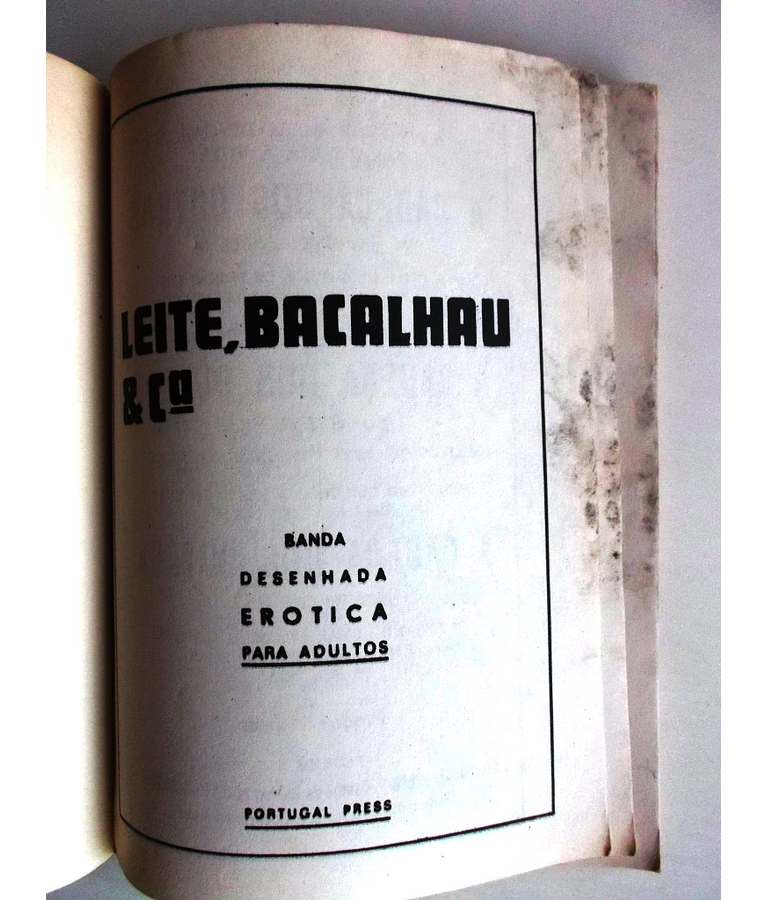 LEITE, BACALHAU
& Cª
BANDA
DESENHADA
EROTICA
PARA ADULTOS
PORTUGAL PRESS